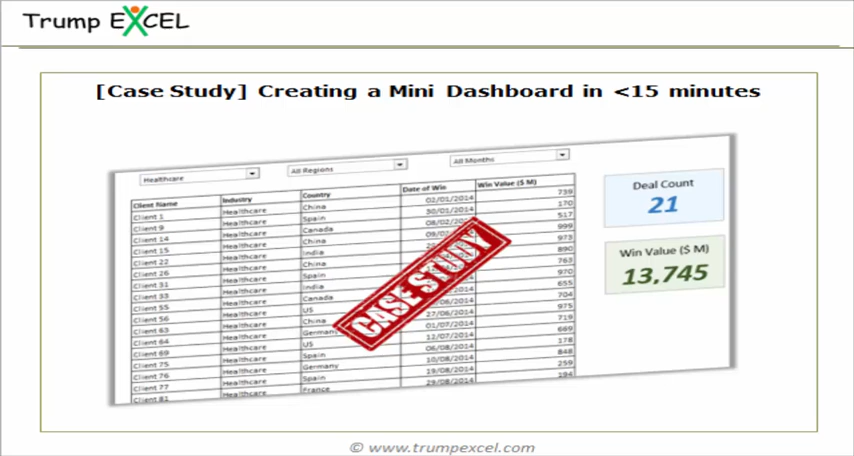 Trump EXCEL
[Case Study] Creating a Mini Dashboard in <15 minutes
Healthcare All Regions All Months
Client Name Industry Country Date of Win Win Value ($ M)
Client 1 Healthcare China 02/01/2014 739
Client 9 Healthcare Spain 30/01/2014 170
Client 14 Healthcare Canada 517
Client 15 Healthcare China 999
Client 22 Healthcare India 973
Client 26 Healthcare China 890
Client 31 Healthcare Spain 763
Client 33 Healthcare India 970
Client 55 Healthcare Canada 655
Client 56 Healthcare US 704
Client 63 Healthcare China 27/06/2014 975
Client 64 Healthcare Germany 01/07/2014 719
Client 69 Healthcare US 12/07/2014 669
Client 75 Healthcare Spain 06/08/2014 178
Client 76 Healthcare Germany 10/08/2014 848
Client 77 Healthcare Spain 19/08/2014 259
Client 81 Healthcare France 29/08/2014
CASE STUDY
Deal Count
21
Win Value ($ M)
13,745
© www.trumpexcel.com